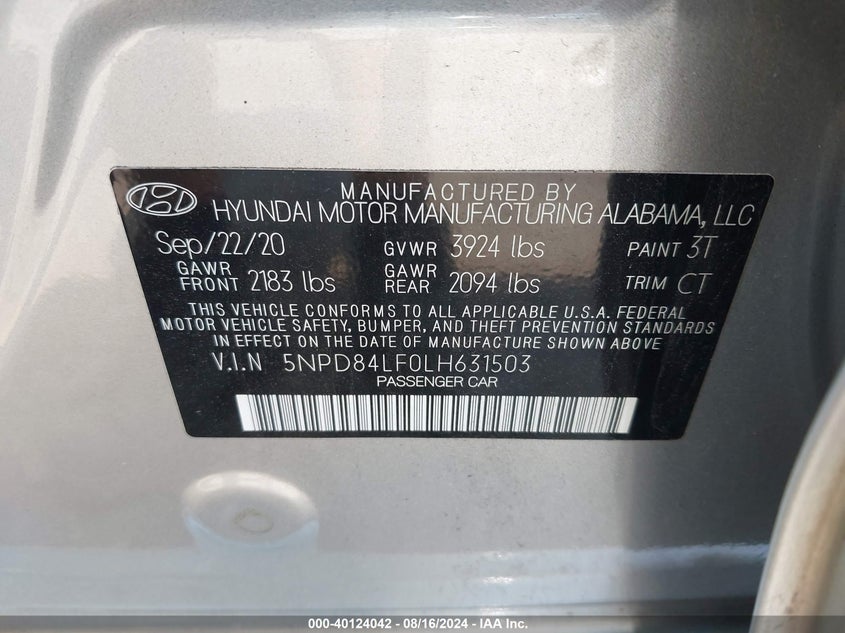 MANUFACTURED BY
HYUNDAI MOTOR MANUFACTURING ALABAMA, LLC
Sep/22/20 GVWR 3924 lbs PAINT 3T
GAWR FRONT 2183 lbs GAWR REAR 2094 lbs TRIM CT
THIS VEHICLE CONFORMS TO ALL APPLICABLE U.S.A. FEDERAL
MOTOR VEHICLE SAFETY, BUMPER, AND THEFT PREVENTION STANDARDS
IN EFFECT ON THE DATE OF MANUFACTURE SHOWN ABOVE
V.I.N 5NPD84LF0LH631503
PASSENGER CAR
000-40124042 - 08/16/2024 - IAA Inc.